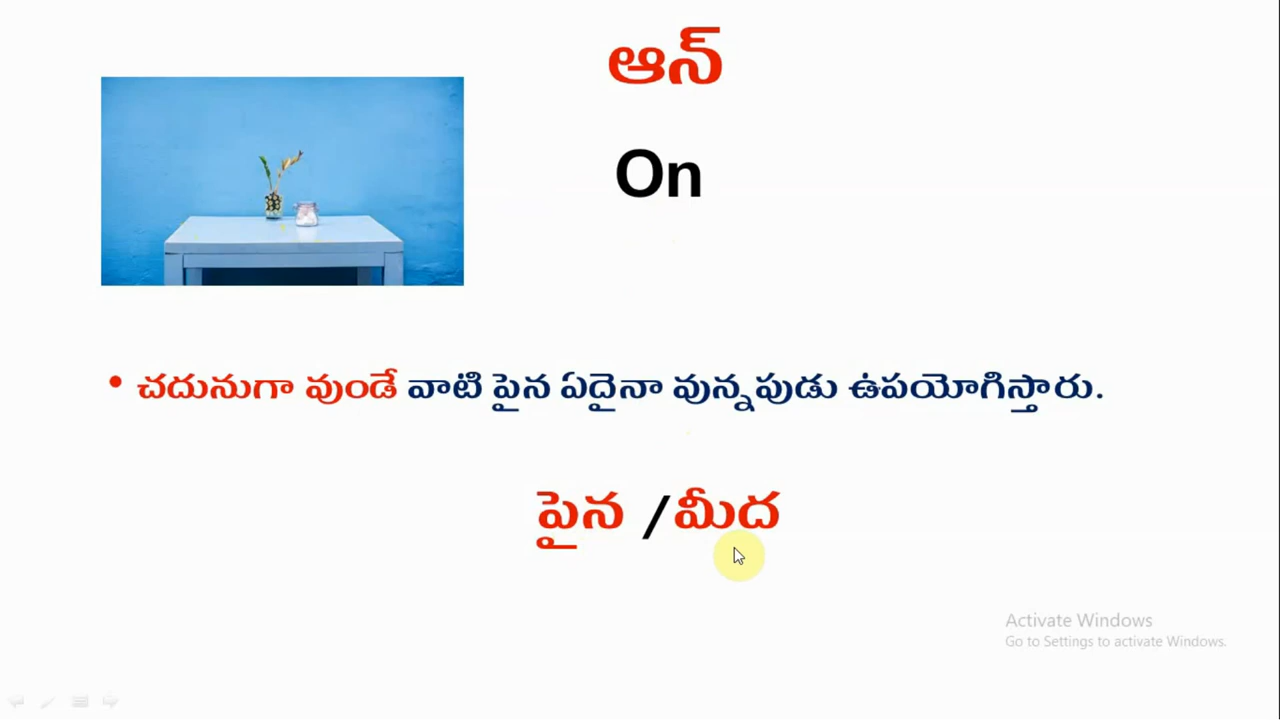 ఆన్
On
• చదునుగా వుండే వాటి పైన ఏదైనా వున్నపుడు ఉపయోగిస్తారు.
పైన /మీద
Activate Windows
Go to Settings to activate Windows.